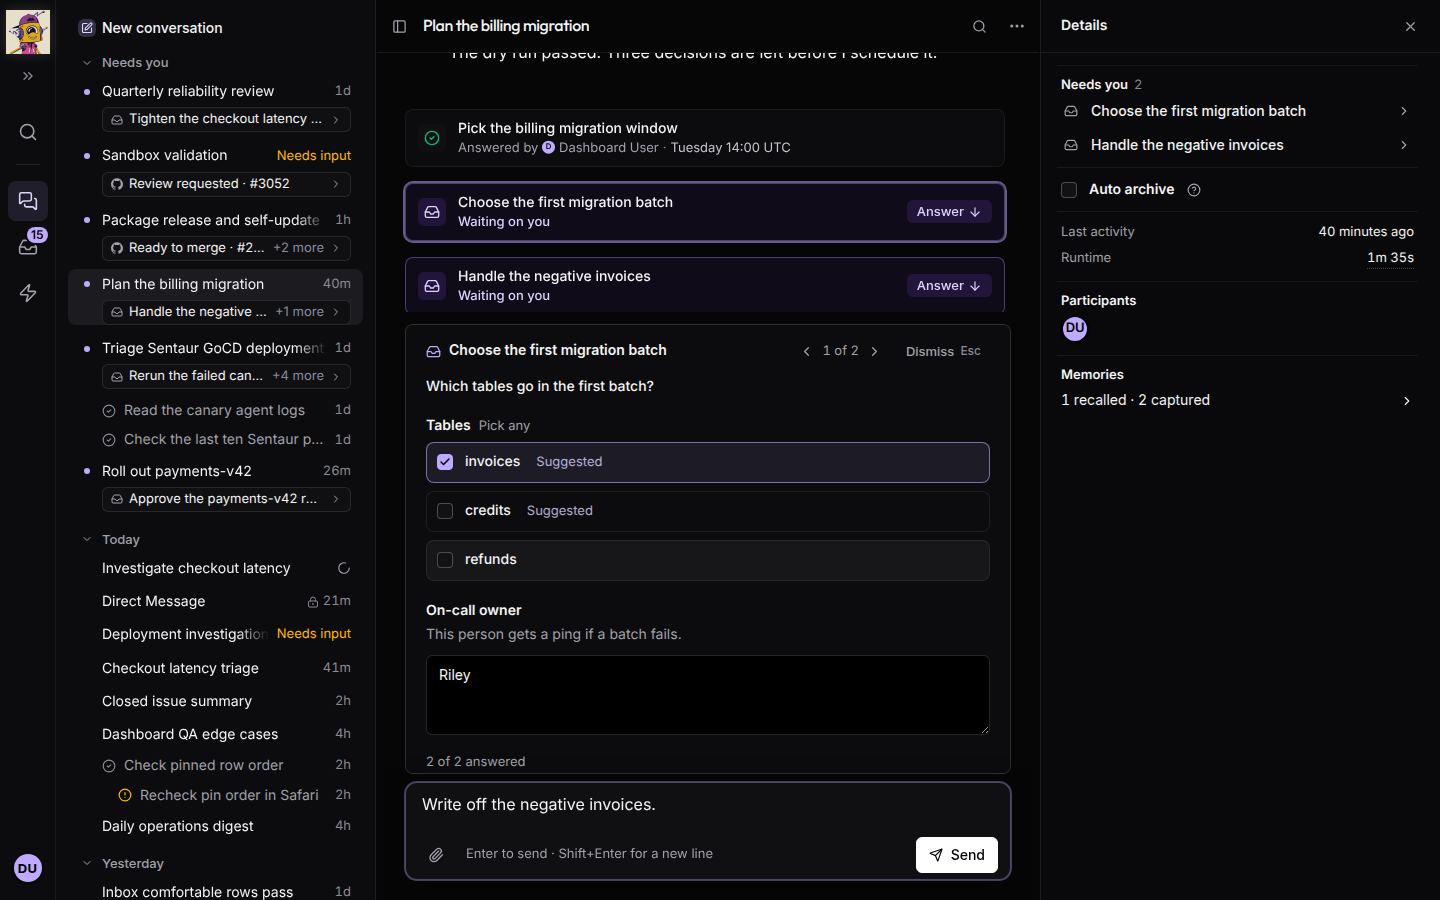 New conversation
Needs you
Quarterly reliability review 1d
Tighten the checkout latency ...
Sandbox validation Needs input
Review requested · #3052
Package release and self-update 1h
Ready to merge · #2... +2 more
15
Plan the billing migration 40m
Handle the negative ... +1 more
Triage Sentaur GoCD deployment 1d
Rerun the failed can... +4 more
Read the canary agent logs 1d
Check the last ten Sentaur p... 1d
Roll out payments-v42 26m
Approve the payments-v42 r...
Today
Investigate checkout latency
Direct Message 21m
Deployment investigation Needs input
Checkout latency triage 41m
Closed issue summary 2h
Dashboard QA edge cases 4h
Check pinned row order 2h
Recheck pin order in Safari 2h
Daily operations digest 4h
Yesterday
Inbox comfortable rows pass 1d
DU
Plan the billing migration
The dry run passed. Three decisions are left before I schedule it.
Pick the billing migration window
Answered by D Dashboard User · Tuesday 14:00 UTC
Choose the first migration batch
Waiting on you
Answer ↓
Handle the negative invoices
Waiting on you
Answer ↓
Choose the first migration batch 1 of 2 Dismiss Esc
Which tables go in the first batch?
Tables Pick any
invoices Suggested
credits Suggested
refunds
On-call owner
This person gets a ping if a batch fails.
Riley
2 of 2 answered
Write off the negative invoices.
Enter to send · Shift+Enter for a new line
Send
Details
Needs you 2
Choose the first migration batch
Handle the negative invoices
Auto archive
Last activity 40 minutes ago
Runtime 1m 35s
Participants
DU
Memories
1 recalled · 2 captured